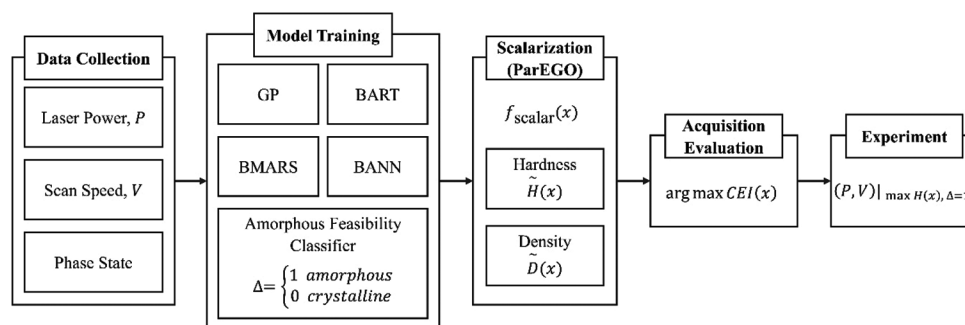 Data Collection
Laser Power, P
Scan Speed, V
Phase State
Model Training
GP
BART
BMARS
BANN
Amorphous Feasibility
Classifier
Δ= {1 amorphous
0 crystalline
Scalarization
(ParEGO)
f_scalar(x)
Hardness
H̃(x)
Density
D̃(x)
Acquisition
Evaluation
arg max CEI(x)
Experiment
(P, V)| max H(x), Δ=